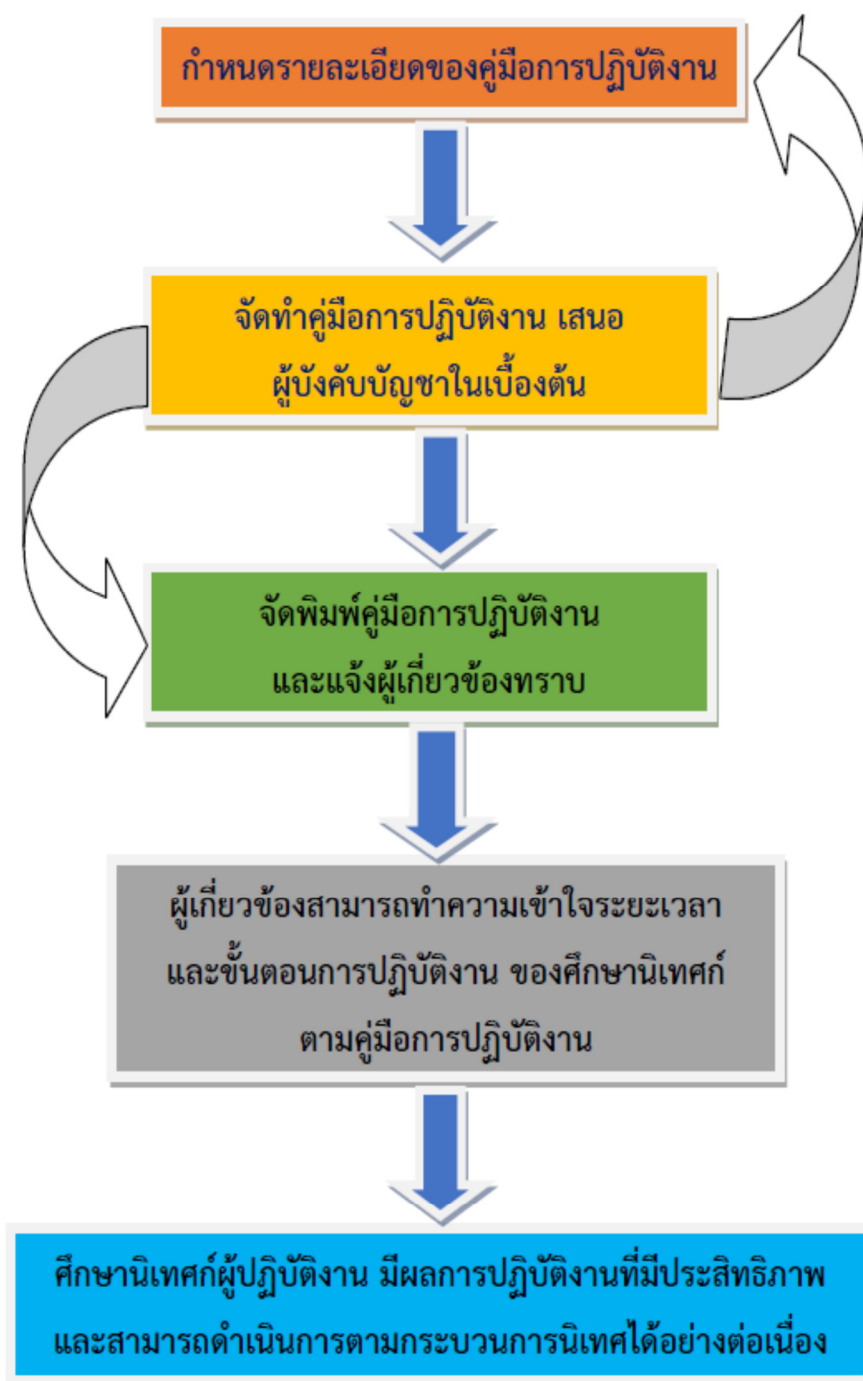 กำหนดรายละเอียดของคู่มือการปฏิบัติงาน
จัดทำคู่มือการปฏิบัติงาน เสนอ
ผู้บังคับบัญชาในเบื้องต้น
จัดพิมพ์คู่มือการปฏิบัติงาน
และแจ้งผู้เกี่ยวข้องทราบ
ผู้เกี่ยวข้องสามารถทำความเข้าใจระยะเวลา
และขั้นตอนการปฏิบัติงาน ของศึกษานิเทศก์
ตามคู่มือการปฏิบัติงาน
ศึกษานิเทศก์ผู้ปฏิบัติงาน มีผลการปฏิบัติงานที่มีประสิทธิภาพ
และสามารถดำเนินการตามกระบวนการนิเทศได้อย่างต่อเนื่อง